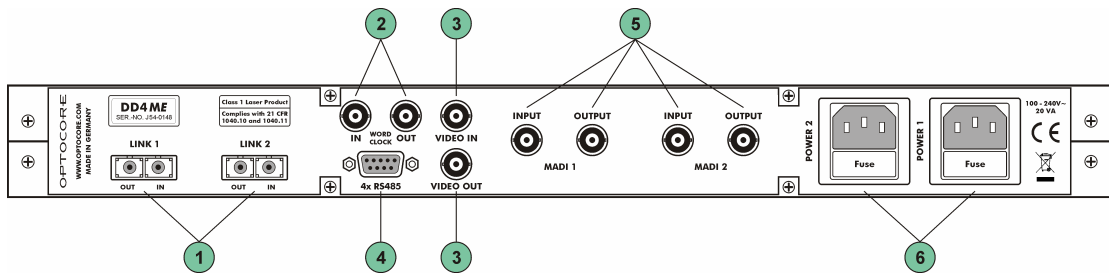 2
3
5
OPTOCORE
WWW.OPTOCORE.COM
MADE IN GERMANY
DD4ME
SER.-NO. J54-0148
Class 1 Laser Product
Complies with 21 CFR
1040.10 and 1040.11
LINK 1
LINK 2
OUT
IN
OUT
IN
IN
WORD
CLOCK
OUT
VIDEO IN
4x RS485
VIDEO OUT
INPUT
OUTPUT
MADI 1
INPUT
OUTPUT
MADI 2
POWER 2
Fuse
POWER 1
Fuse
100 - 240V~
20 VA
CE
1
4
3
6